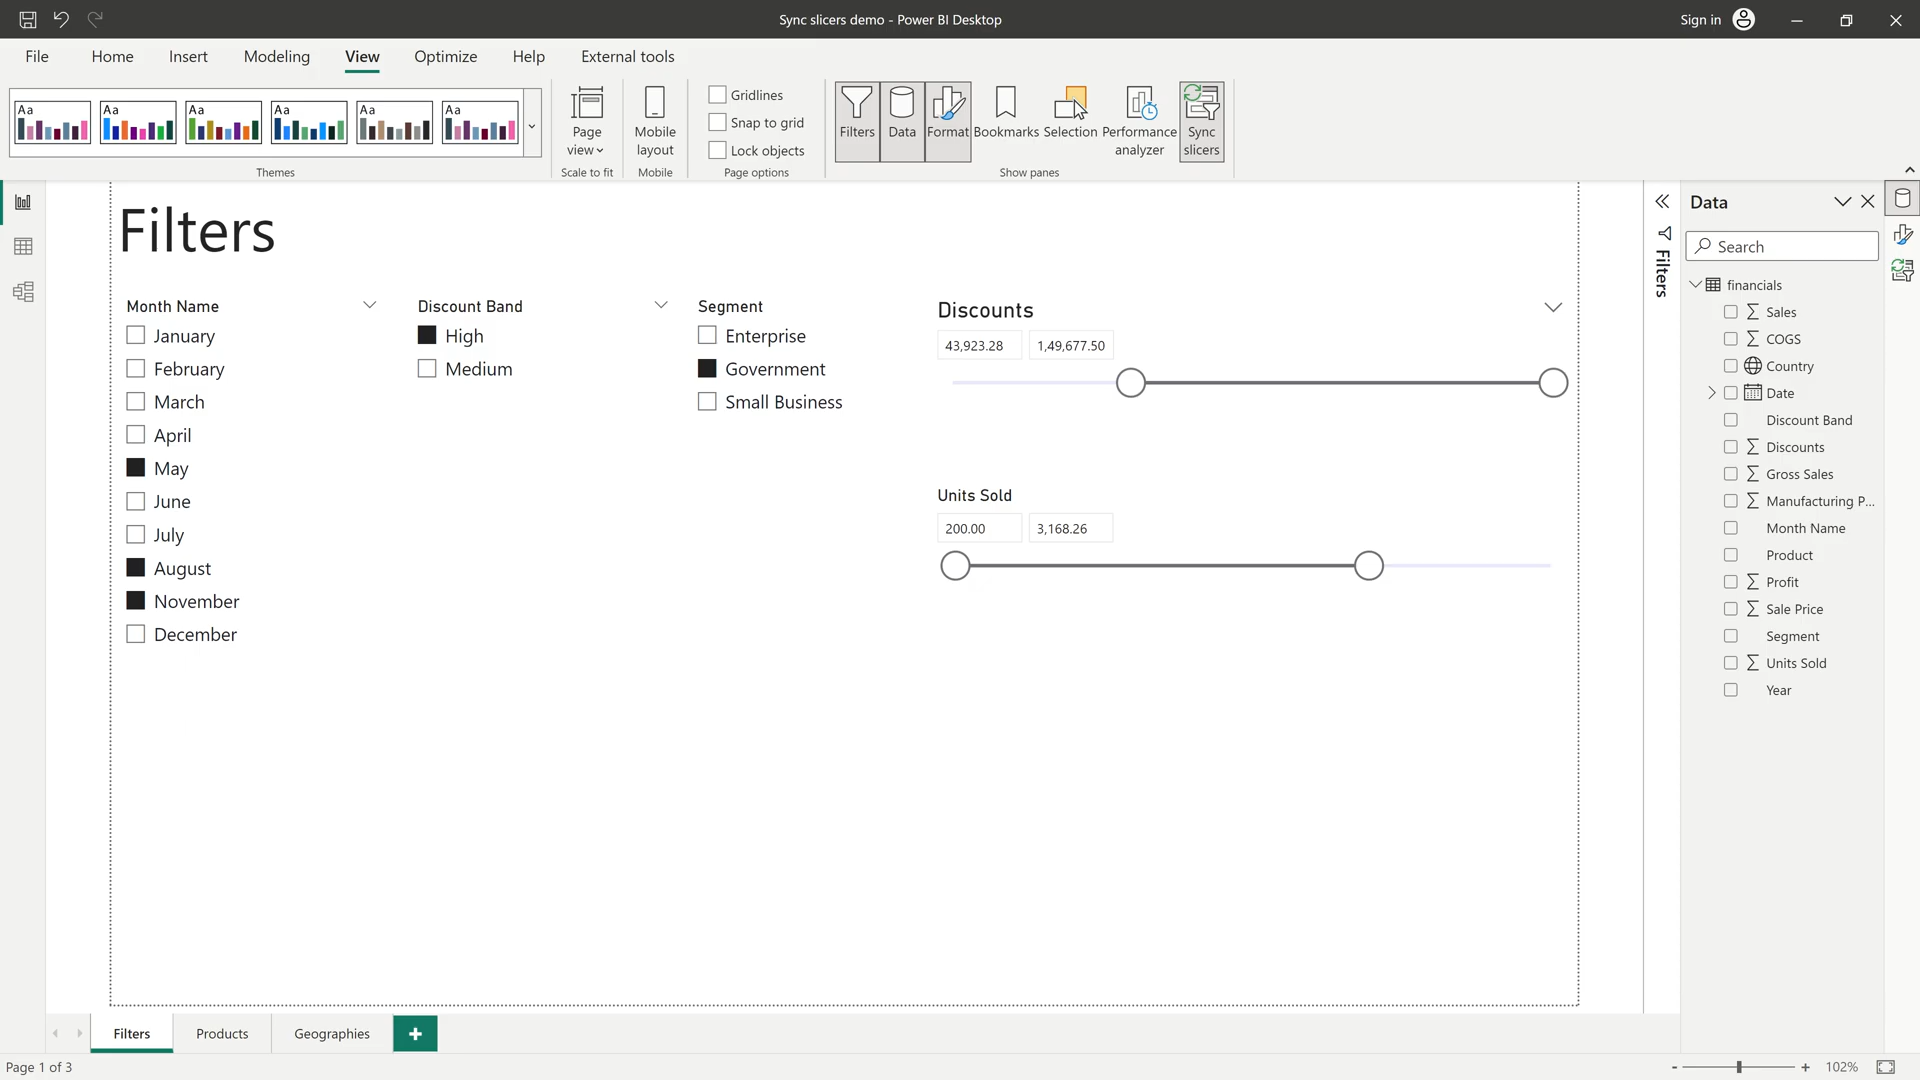 Sync slicers demo - Power BI Desktop
Sign in
File
Home
Insert
Modeling
View
Optimize
Help
External tools
Aa
Aa
Aa
Aa
Aa
Aa
Themes
Page view
Scale to fit
Mobile layout
Mobile
Gridlines
Snap to grid
Lock objects
Page options
Filters
Data
Format
Bookmarks
Selection
Performance analyzer
Sync slicers
Show panes
Filters
Month Name
January
February
March
April
May
June
July
August
November
December
Discount Band
High
Medium
Segment
Enterprise
Government
Small Business
Discounts
43,923.28
1,49,677.50
Units Sold
200.00
3,168.26
Filters
Data
Search
financials
Sales
COGS
Country
Date
Discount Band
Discounts
Gross Sales
Manufacturing P...
Month Name
Product
Profit
Sale Price
Segment
Units Sold
Year
Filters
Products
Geographies
Page 1 of 3
- + 102%